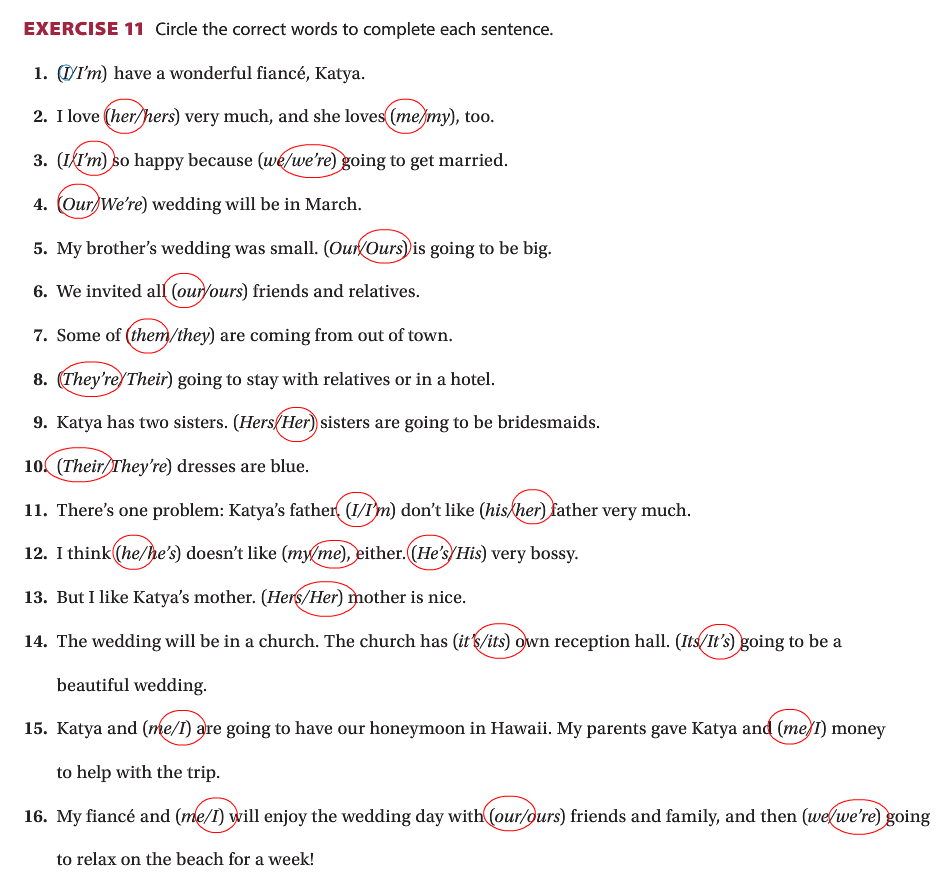 EXERCISE 11 Circle the correct words to complete each sentence.
1. (I/I’m) have a wonderful fiancé, Katya.
2. I love (her/hers) very much, and she loves (me/my), too.
3. (I/I’m) so happy because (we/we’re) going to get married.
4. (Our/We’re) wedding will be in March.
5. My brother’s wedding was small. (Our/Ours) is going to be big.
6. We invited all (our/ours) friends and relatives.
7. Some of (them/they) are coming from out of town.
8. (They’re/Their) going to stay with relatives or in a hotel.
9. Katya has two sisters. (Hers/Her) sisters are going to be bridesmaids.
10. (Their/They’re) dresses are blue.
11. There’s one problem: Katya’s father. (I/I’m) don’t like (his/her) father very much.
12. I think (he/he’s) doesn’t like (my/me), either. (He’s/His) very bossy.
13. But I like Katya’s mother. (Hers/Her) mother is nice.
14. The wedding will be in a church. The church has (it’s/its) own reception hall. (Its/It’s) going to be a
beautiful wedding.
15. Katya and (me/I) are going to have our honeymoon in Hawaii. My parents gave Katya and (me/I) money
to help with the trip.
16. My fiancé and (me/I) will enjoy the wedding day with (our/ours) friends and family, and then (we/we’re) going
to relax on the beach for a week!